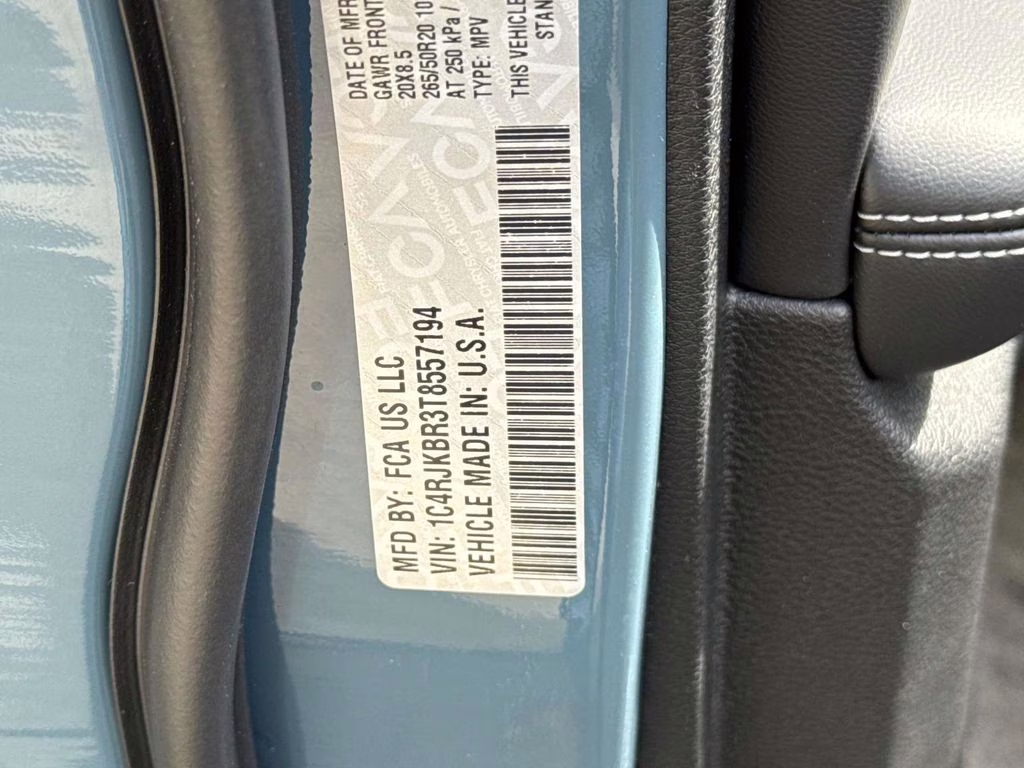 MFD BY: FCA US LLC
DATE OF MFR
GAWR FRONT
VIN: 1C4RJKBR3T8557194
20X8.5
265/50R20 10
AT 250 kPa /
VEHICLE MADE IN: U.S.A.
TYPE: MPV
THIS VEHICLE
STAN